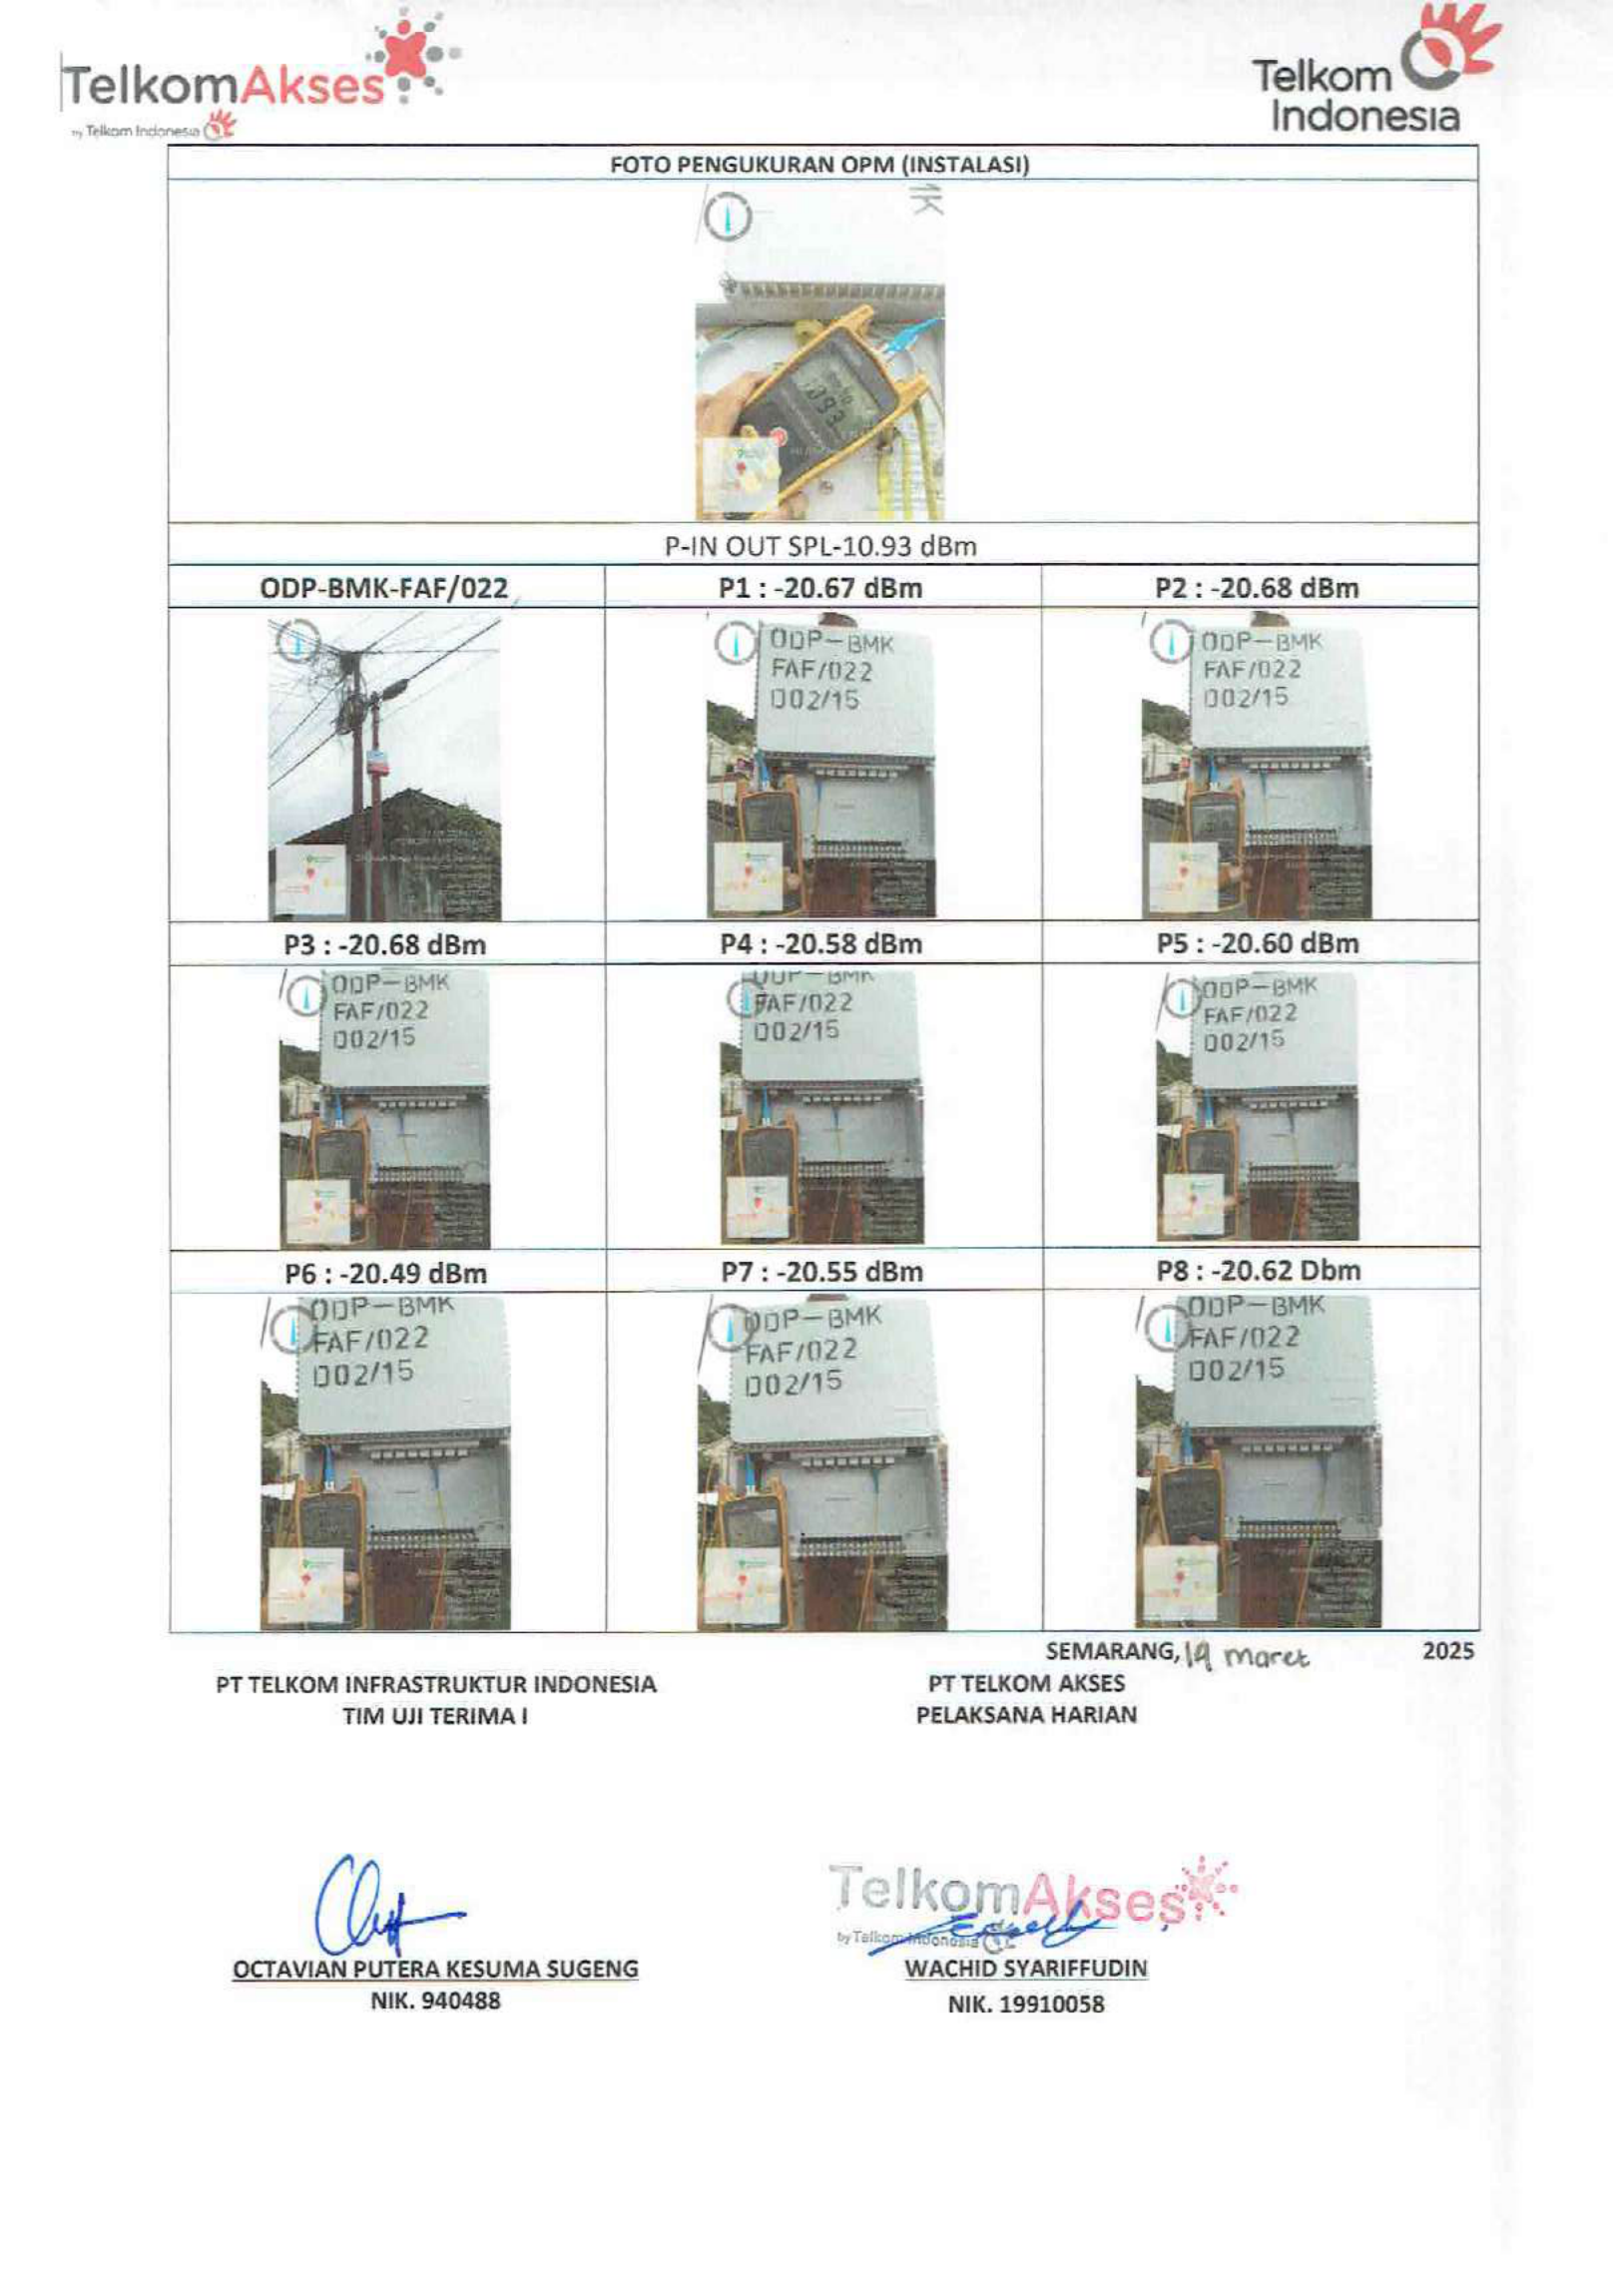 TelkomAkses
by Telkom Indonesia
Telkom
Indonesia
FOTO PENGUKURAN OPM (INSTALASI)
1093
P-IN OUT SPL-10.93 dBm
ODP-BMK-FAF/022
P1 : -20.67 dBm
P2 : -20.68 dBm
ODP-BMK
FAF/022
D02/15
ODP-BMK
FAF/022
D02/15
P3 : -20.68 dBm
P4 : -20.58 dBm
P5 : -20.60 dBm
ODP-BMK
FAF/022
D02/15
ODP-BMK
FAF/022
D02/15
ODP-BMK
FAF/022
D02/15
P6 : -20.49 dBm
P7 : -20.55 dBm
P8 : -20.62 Dbm
ODP-BMK
FAF/022
D02/15
ODP-BMK
FAF/022
D02/15
ODP-BMK
FAF/022
D02/15
SEMARANG, 19 maret 2025
PT TELKOM INFRASTRUKTUR INDONESIA
TIM UJI TERIMA I
PT TELKOM AKSES
PELAKSANA HARIAN
TelkomAkses
by Telkom Indonesia
OCTAVIAN PUTERA KESUMA SUGENG
NIK. 940488
WACHID SYARIFFUDIN
NIK. 19910058